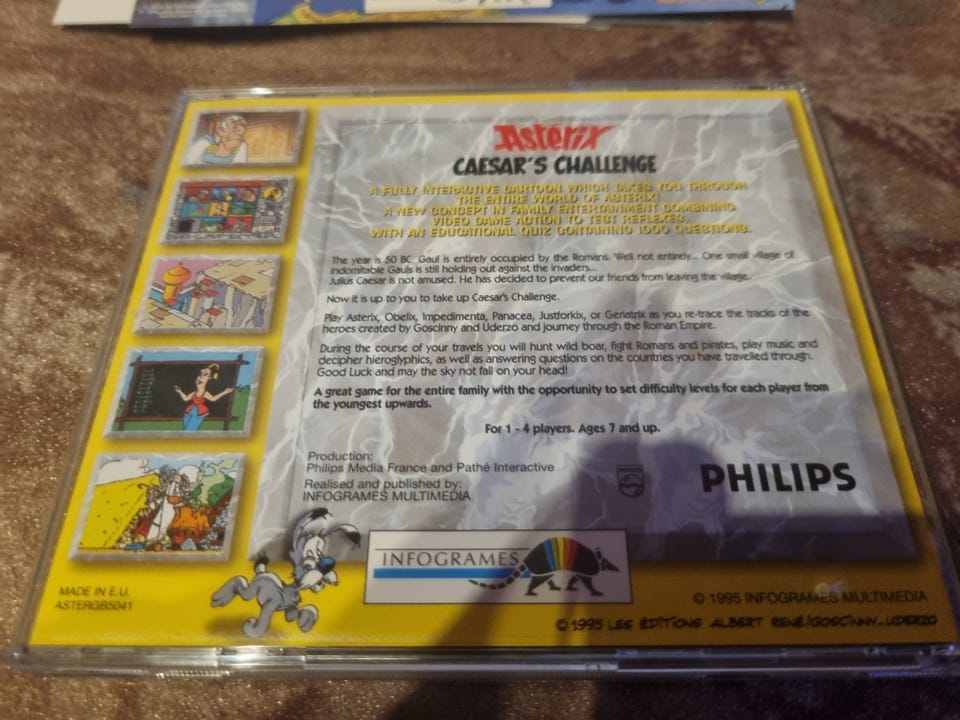 Asterix
CAESAR'S CHALLENGE
A FULLY INTERACTIVE CARTOON WHICH TAKES YOU THROUGH
THE ENTIRE WORLD OF ASTERIX!
A NEW CONCEPT IN FAMILY ENTERTAINMENT COMBINING
VIDEO GAME ACTION TO TEST REFLEXES,
WITH AN EDUCATIONAL QUIZ CONTAINING 1000 QUESTIONS.
The year is 50 BC. Gaul is entirely occupied by the Romans. Well not entirely... One small village of
indomitable Gauls is still holding out against the invaders...
Julius Caesar is not amused. He has decided to prevent our friends from leaving the village.
Now it is up to you to take up Caesar's Challenge.
Play Asterix, Obelix, Impedimenta, Panacea, Justforkix, or Geriatrix as you re-trace the tracks of the
heroes created by Goscinny and Uderzo and journey through the Roman Empire.
During the course of your travels you will hunt wild boar, fight Romans and pirates, play music and
decipher hieroglyphics, as well as answering questions on the countries you have travelled through.
Good Luck and may the sky not fall on your head!
A great game for the entire family with the opportunity to set difficulty levels for each player from
the youngest upwards.
For 1 - 4 players. Ages 7 and up.
Production:
Philips Media France and Pathé Interactive
Realised and published by:
INFOGRAMES MULTIMEDIA
PHILIPS
PHILIPS
INFOGRAMES
MADE IN E.U.
ASTERGB5041
© 1995 INFOGRAMES MULTIMEDIA
© 1995 LES ÉDITIONS ALBERT RENÉ/GOSCINNY-UDERZO